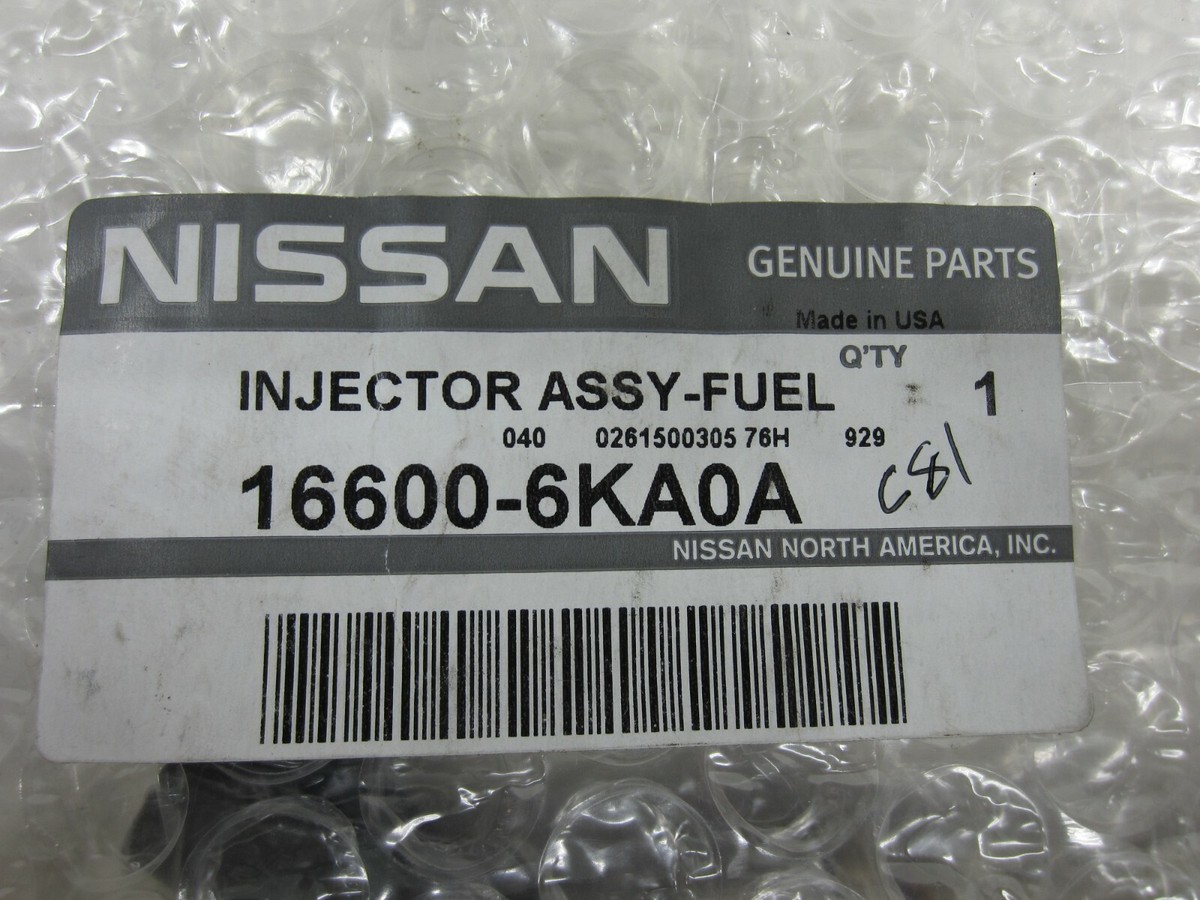 NISSAN
GENUINE PARTS
Made in USA
Q'TY
INJECTOR ASSY-FUEL 1
040 0261500305 76H 929
16600-6KA0A
C81
NISSAN NORTH AMERICA, INC.